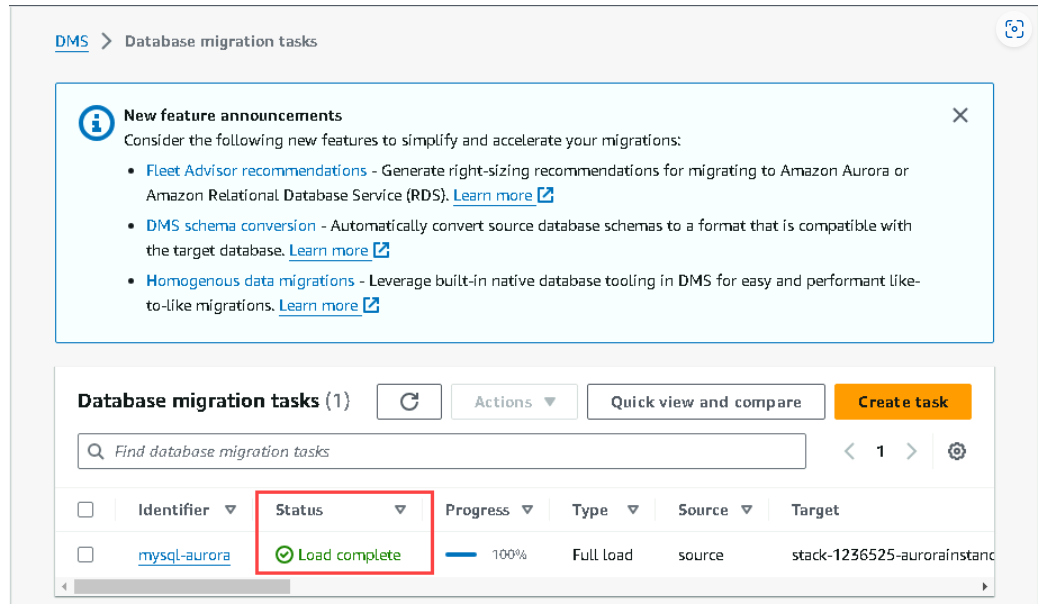 DMS > Database migration tasks
New feature announcements
Consider the following new features to simplify and accelerate your migrations:
• Fleet Advisor recommendations - Generate right-sizing recommendations for migrating to Amazon Aurora or
Amazon Relational Database Service (RDS). Learn more
• DMS schema conversion - Automatically convert source database schemas to a format that is compatible with
the target database. Learn more
• Homogenous data migrations - Leverage built-in native database tooling in DMS for easy and performant like-
to-like migrations. Learn more
Database migration tasks (1) Actions Quick view and compare Create task
Find database migration tasks 1
Identifier Status Progress Type Source Target
mysql-aurora Load complete 100% Full load source stack-1236525-aurorainstanc